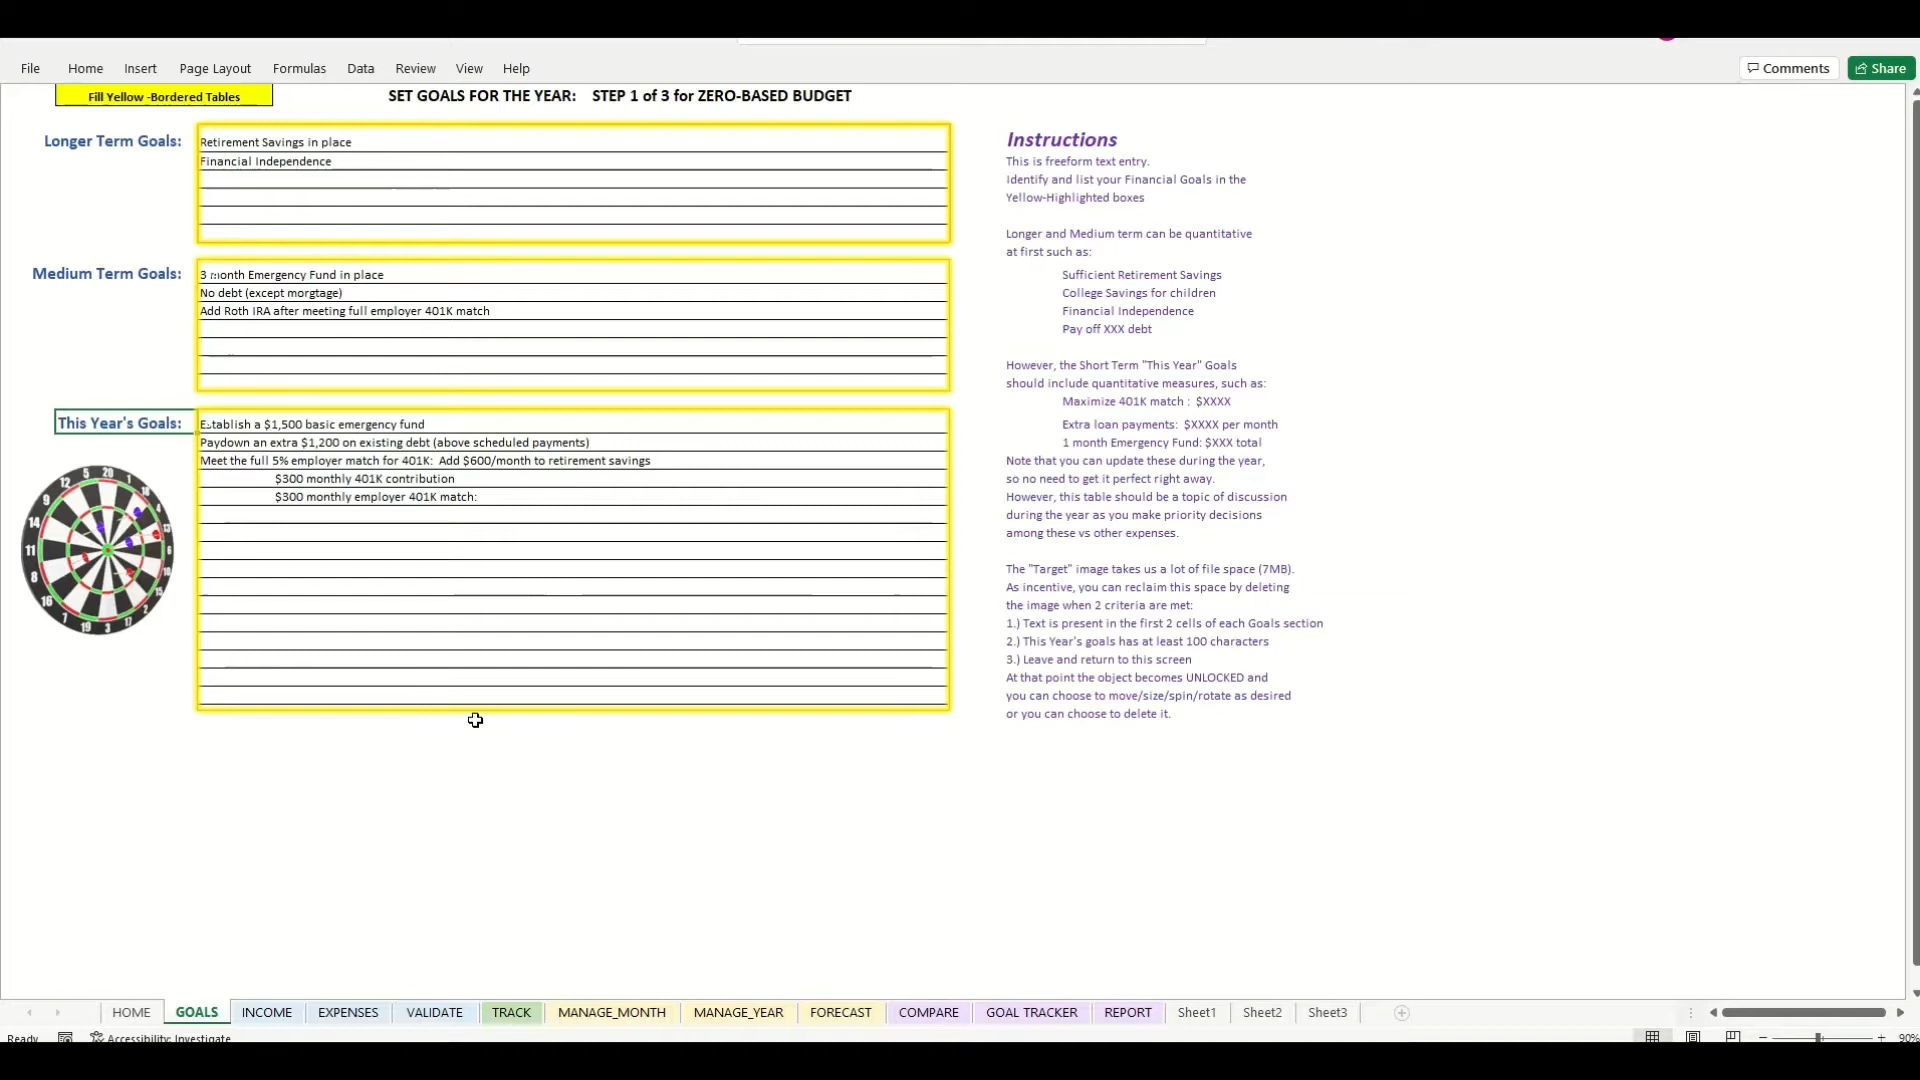 File Home Insert Page Layout Formulas Data Review View Help Comments Share
Fill Yellow -Bordered Tables
SET GOALS FOR THE YEAR: STEP 1 of 3 for ZERO-BASED BUDGET
Longer Term Goals:
Retirement Savings in place
Financial Independence
Medium Term Goals:
3 month Emergency Fund in place
No debt (except morgtage)
Add Roth IRA after meeting full employer 401K match
This Year's Goals:
Establish a $1,500 basic emergency fund
Paydown an extra $1,200 on existing debt (above scheduled payments)
Meet the full 5% employer match for 401K: Add $600/month to retirement savings
$300 monthly 401K contribution
$300 monthly employer 401K match:
Instructions
This is freeform text entry.
Identify and list your Financial Goals in the
Yellow-Highlighted boxes
Longer and Medium term can be quantitative
at first such as:
Sufficient Retirement Savings
College Savings for children
Financial Independence
Pay off XXX debt
However, the Short Term "This Year" Goals
should include quantitative measures, such as:
Maximize 401K match : $XXXX
Extra loan payments: $XXXX per month
1 month Emergency Fund: $XXX total
Note that you can update these during the year,
so no need to get it perfect right away.
However, this table should be a topic of discussion
during the year as you make priority decisions
among these vs other expenses.
The "Target" image takes us a lot of file space (7MB).
As incentive, you can reclaim this space by deleting
the image when 2 criteria are met:
1.) Text is present in the first 2 cells of each Goals section
2.) This Year's goals has at least 100 characters
3.) Leave and return to this screen
At that point the object becomes UNLOCKED and
you can choose to move/size/spin/rotate as desired
or you can choose to delete it.
HOME GOALS INCOME EXPENSES VALIDATE TRACK MANAGE_MONTH MANAGE_YEAR FORECAST COMPARE GOAL TRACKER REPORT Sheet1 Sheet2 Sheet3
Ready Accessibility: Investigate 90%